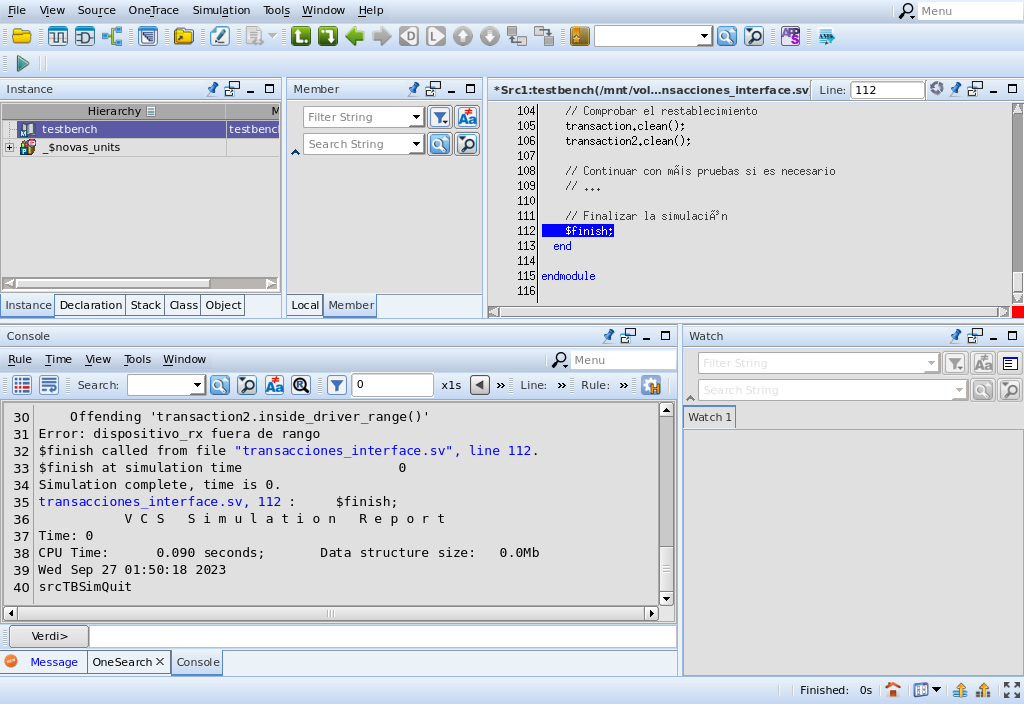 File View Source OneTrace Simulation Tools Window Help Menu
Instance
Hierarchy M
testbench testbencl
_$novas_units
Instance Declaration Stack Class Object
Member
Filter String
Search String
Local Member
*Src1:testbench(/mnt/vol...nsacciones_interface.sv Line: 112
104 // Comprobar el restablecimiento
105 transaction.clean();
106 transaction2.clean();
107
108 // Continuar con mÃ¡s pruebas si es necesario
109 // ...
110
111 // Finalizar la simulaciÃ³n
112 $finish;
113 end
114
115 endmodule
116
Console
Rule Time View Tools Window Menu
Search: 0 x1s » Line: » Rule: »
30 Offending 'transaction2.inside_driver_range()'
31 Error: dispositivo_rx fuera de rango
32 $finish called from file "transacciones_interface.sv", line 112.
33 $finish at simulation time 0
34 Simulation complete, time is 0.
35 transacciones_interface.sv, 112 : $finish;
36 V C S S i m u l a t i o n R e p o r t
37 Time: 0
38 CPU Time: 0.090 seconds; Data structure size: 0.0Mb
39 Wed Sep 27 01:50:18 2023
40 srcTBSimQuit
Verdi>
Message OneSearch Console
Watch
Filter String
Search String
Watch 1
Finished: 0s